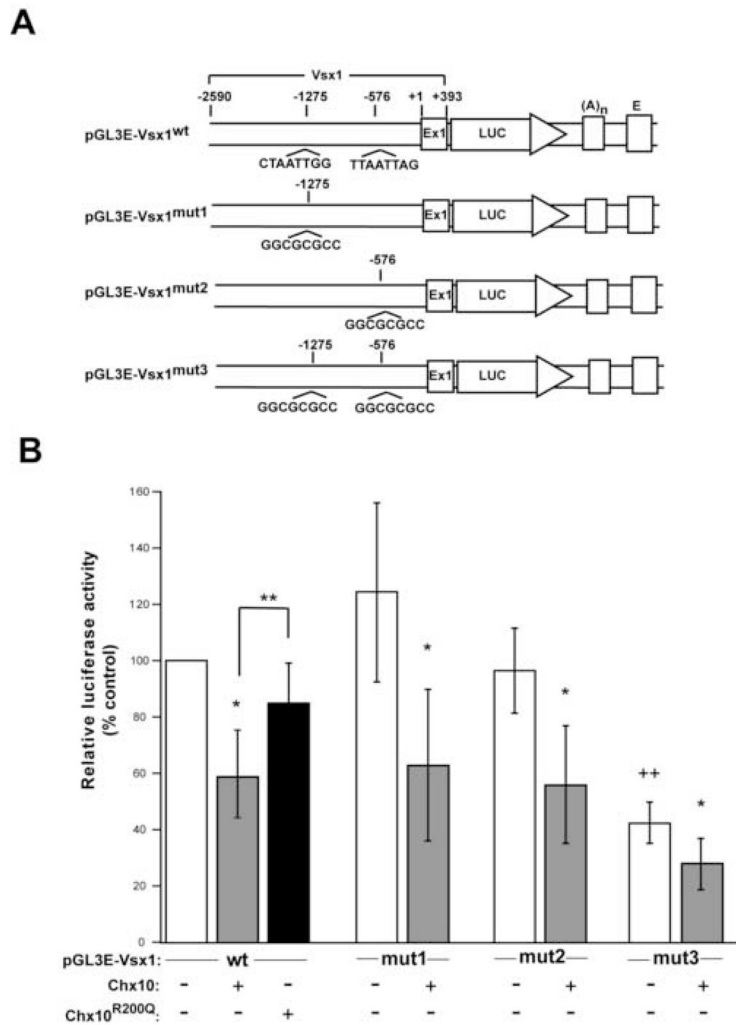 A
Vsx1
-2590 -1275 -576 +1 +393 (A)n E
pGL3E-Vsx1wt Ex1 LUC
CTAATTGG TTAATTAG
-1275
pGL3E-Vsx1mut1 Ex1 LUC
GGCGCGCC
-576
pGL3E-Vsx1mut2 Ex1 LUC
GGCGCGCC
-1275 -576
pGL3E-Vsx1mut3 Ex1 LUC
GGCGCGCC GGCGCGCC
B
Relative luciferase activity
(% control)
160
140
120
100
80
60
40
20
0
**
* * * ++ *
pGL3E-Vsx1: wt mut1 mut2 mut3
Chx10: - + - - + - + - +
Chx10R200Q: - - + - - - - - -